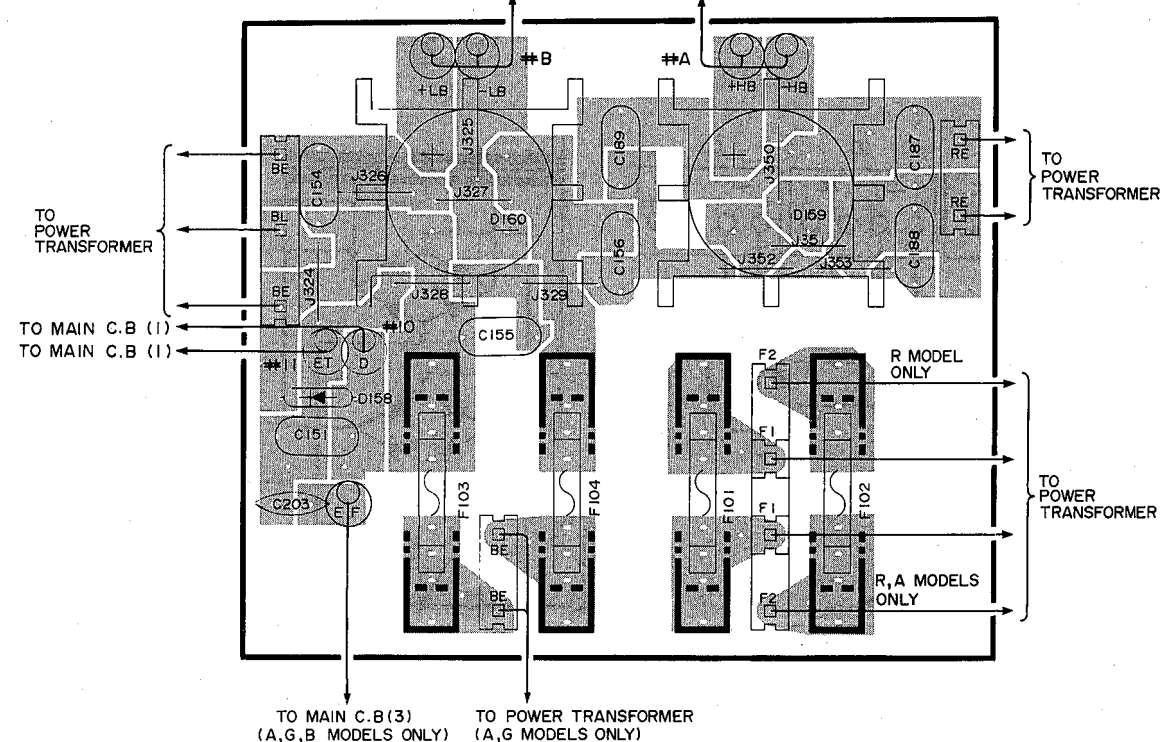 #B
#A
+LB
-LB
+HB
-HB
J325
J350
C189
C187
BE
RE
TO
POWER
TRANSFORMER
C154
J326
J327
D160
D159
RE
TO
POWER
TRANSFORMER
BL
J324
J351
J352
J353
C156
C188
BE
J328
J329
TO MAIN C.B (1)
#10
TO MAIN C.B (1)
#11
ET
D
C155
D158
C151
F2
R MODEL
ONLY
F1
C203
E
F
F103
F104
F101
F102
F1
BE
TO
POWER
TRANSFORMER
BE
F2
R,A MODELS
ONLY
TO MAIN C.B(3)
(A,G,B MODELS ONLY)
TO POWER TRANSFORMER
(A,G MODELS ONLY)